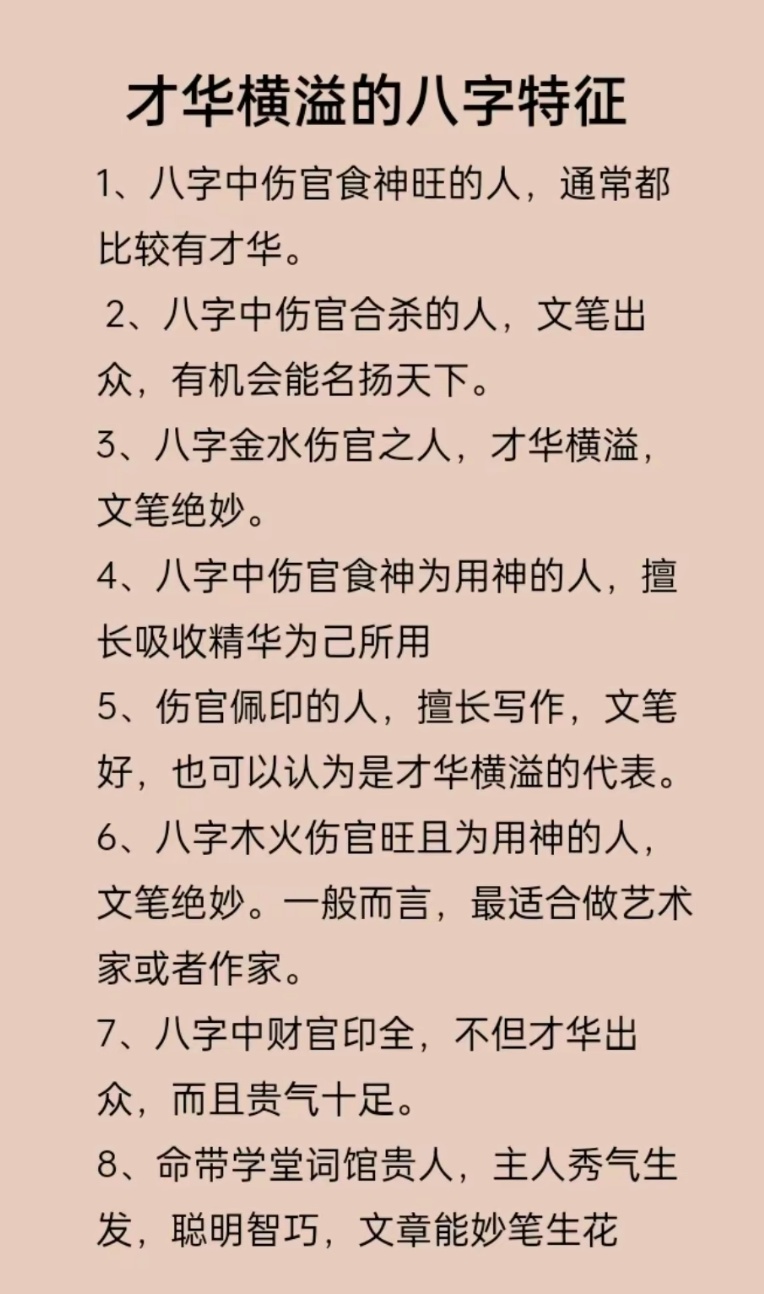 才华横溢的八字特征
1、八字中伤官食神旺的人，通常都
比较有才华。
2、八字中伤官合杀的人，文笔出
众，有机会能名扬天下。
3、八字金水伤官之人，才华横溢，
文笔绝妙。
4、八字中伤官食神为用神的人，擅
长吸收精华为己所用
5、伤官佩印的人，擅长写作，文笔
好，也可以认为是才华横溢的代表。
6、八字木火伤官旺且为用神的人，
文笔绝妙。一般而言，最适合做艺术
家或者作家。
7、八字中财官印全，不但才华出
众，而且贵气十足。
8、命带学堂词馆贵人，主人秀气生
发，聪明智巧，文章能妙笔生花